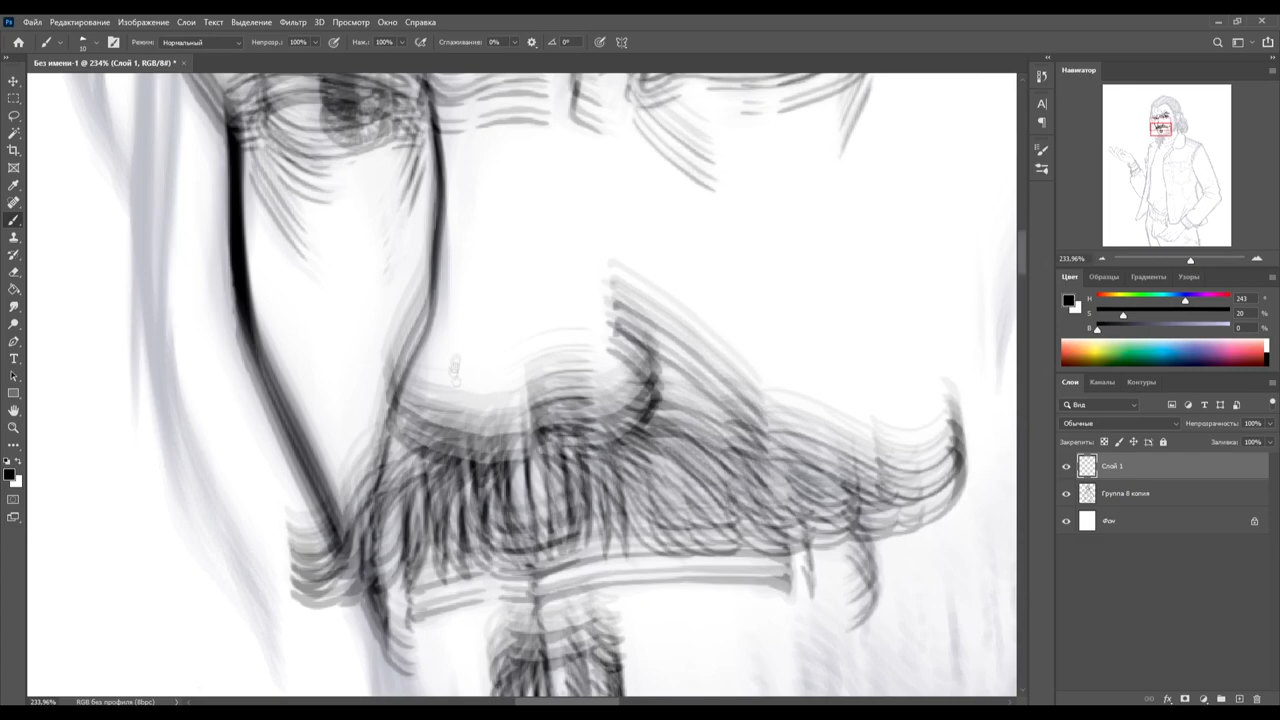 Ps Файл Редактирование Изображение Слои Текст Выделение Фильтр 3D Просмотр Окно Справка
10 Режим: Нормальный Непрозр.: 100% Наж.: 100% Сглаживание: 0% 0°
Без имени-1 @ 234% (Слой 1, RGB/8#) * ×
Навигатор
233,96%
Цвет Образцы Градиенты Узоры
H 243 °
S 20 %
B 0 %
Слои Каналы Контуры
Вид
Обычные Непрозрачность: 100%
Закрепить: Заливка: 100%
Слой 1
Группа 8 копия
Фон
233,96% RGB без профиля (8bpc)